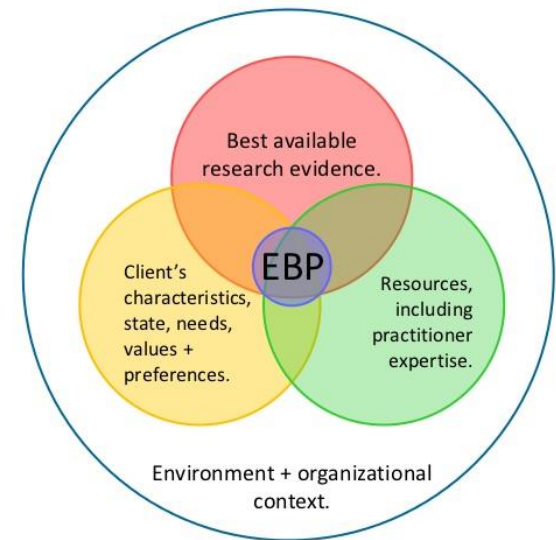 Best available
research evidence.
EBP
Client's
characteristics,
state, needs,
values +
preferences.
Resources,
including
practitioner
expertise.
Environment + organizational
context.